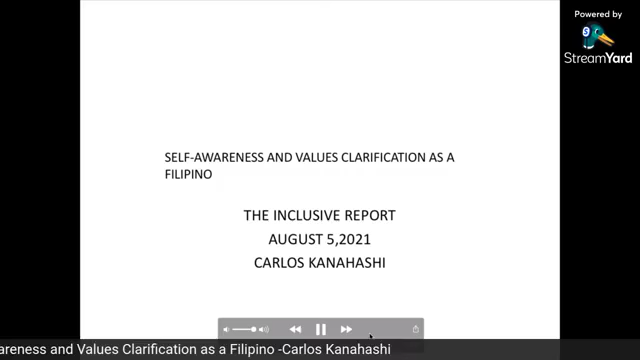 Powered by
StreamYard
SELF-AWARENESS AND VALUES CLARIFICATION AS A
FILIPINO
THE INCLUSIVE REPORT
AUGUST 5,2021
CARLOS KANAHASHI
areness and Values Clarification as a Filipino -Carlos Kanahashi